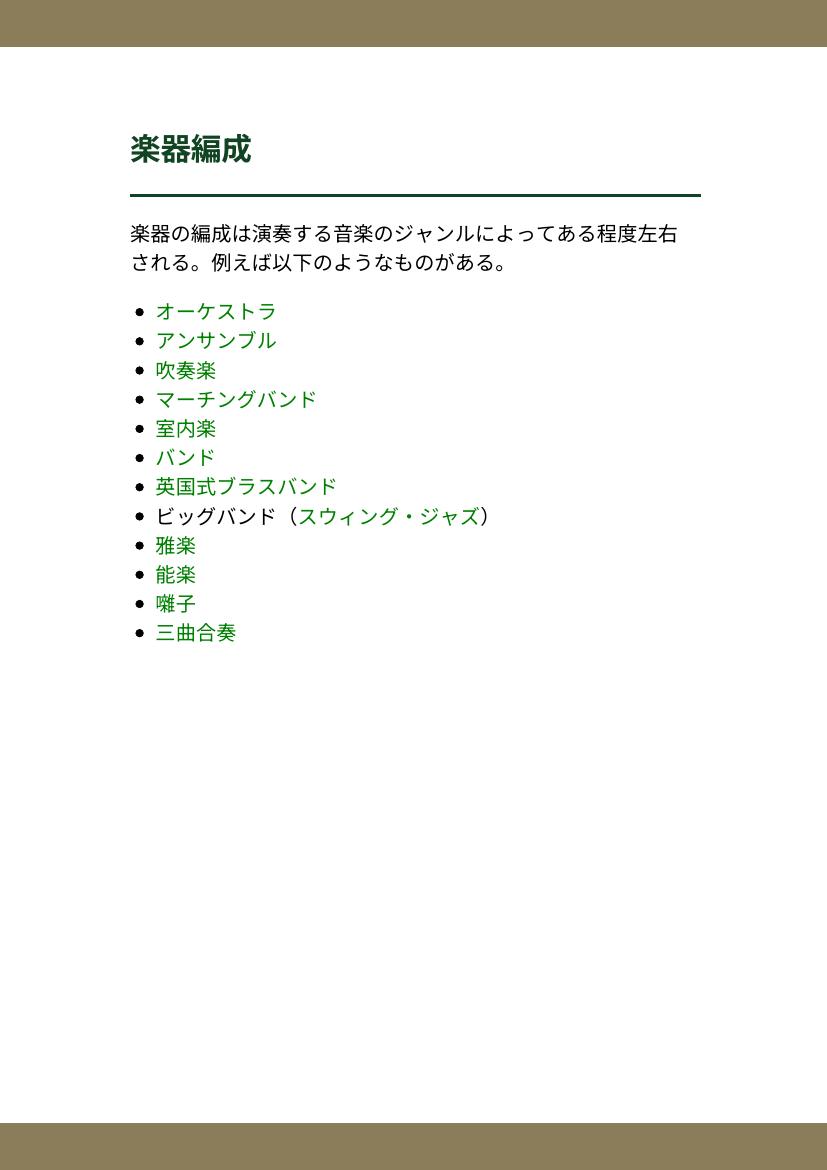 楽器編成
楽器の編成は演奏する音楽のジャンルによってある程度左右
される。例えば以下のようなものがある。
• オーケストラ
• アンサンブル
• 吹奏楽
• マーチングバンド
• 室内楽
• バンド
• 英国式ブラスバンド
• ビッグバンド（スウィング・ジャズ）
• 雅楽
• 能楽
• 囃子
• 三曲合奏